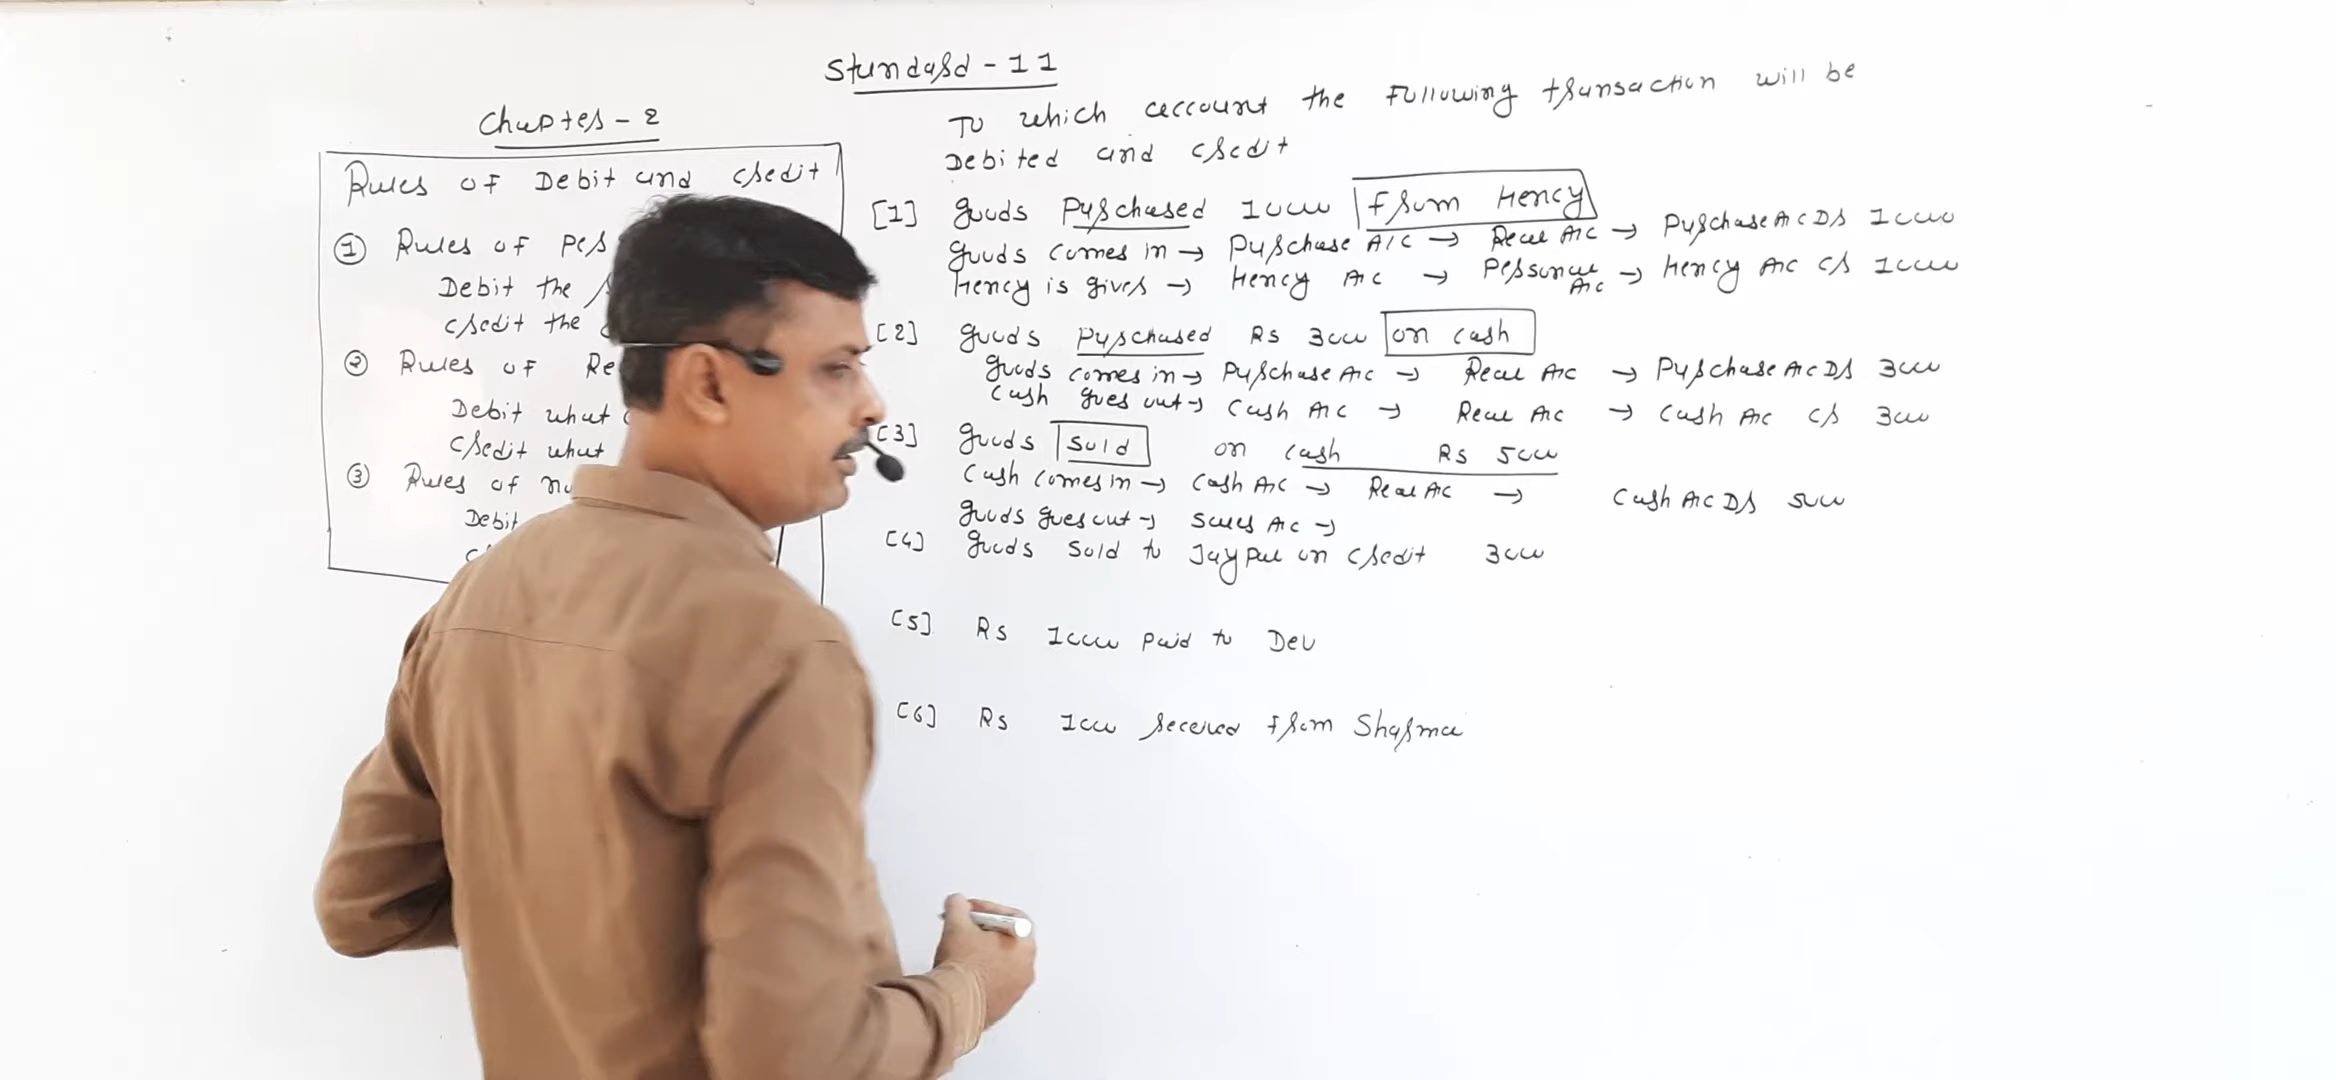 Standard - 11
Chapter - 2
Rules of Debit and credit
① Rules of per
Debit the
credit the
② Rules of Re
Debit what
credit what
③ Rules of
Debit
To which account the following transaction will be
Debited and credit
[1] goods purchased 10000 from Hency
goods comes in → purchase A/c → Real A/c → purchase A/c Dr 10000
Hency is giver → Hency A/c → personal A/c → Hency A/c cr 10000
[2] goods purchased Rs 3000 on cash
goods comes in → purchase A/c → Real A/c → purchase A/c Dr 3000
cash goes out → cash A/c → Real A/c → cash A/c cr 3000
[3] goods sold on cash Rs 5000
cash comes in → cash A/c → Real A/c → cash A/c Dr 5000
goods goes out → sales A/c →
[4] goods sold to Jaypal on credit 3000
[5] Rs 10000 paid to Dev
[6] Rs 1000 received from Sharma